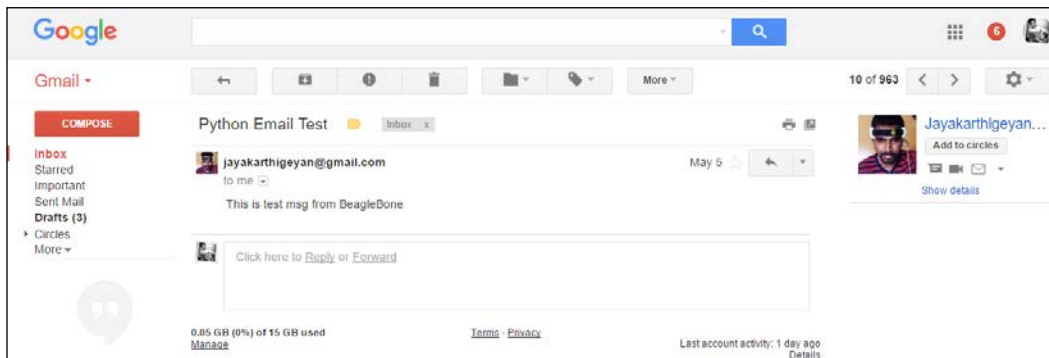 Google
6
Gmail
More
10 of 963
COMPOSE
Inbox
Starred
Important
Sent Mail
Drafts (3)
Circles
More
Python Email Test
Inbox x
jayakarthigeyan@gmail.com
May 5
to me
This is test msg from BeagleBone
Click here to Reply or Forward
0.05 GB (0%) of 15 GB used
Manage
Terms - Privacy
Last account activity: 1 day ago
Details
Jayakarthigeyan...
Add to circles
Show details